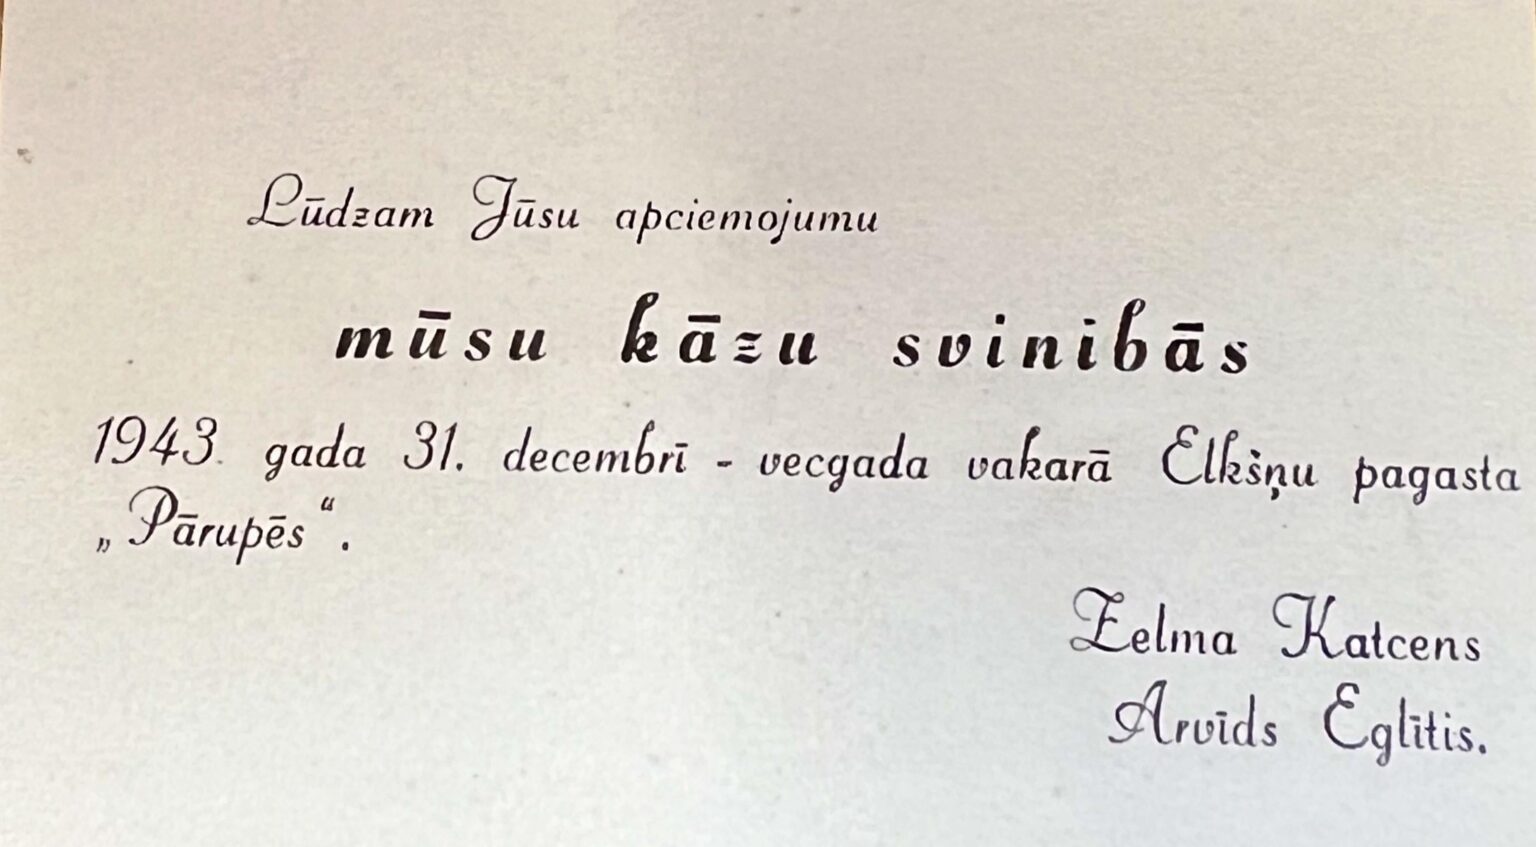 Lūdzam Jūsu apciemojumu
mūsu kāzu svinibās
1943. gada 31. decembrī - vecgada vakarā Elkšņu pagasta
„Pārupēs“.
Zelma Katcens
Arvīds Eglītis.